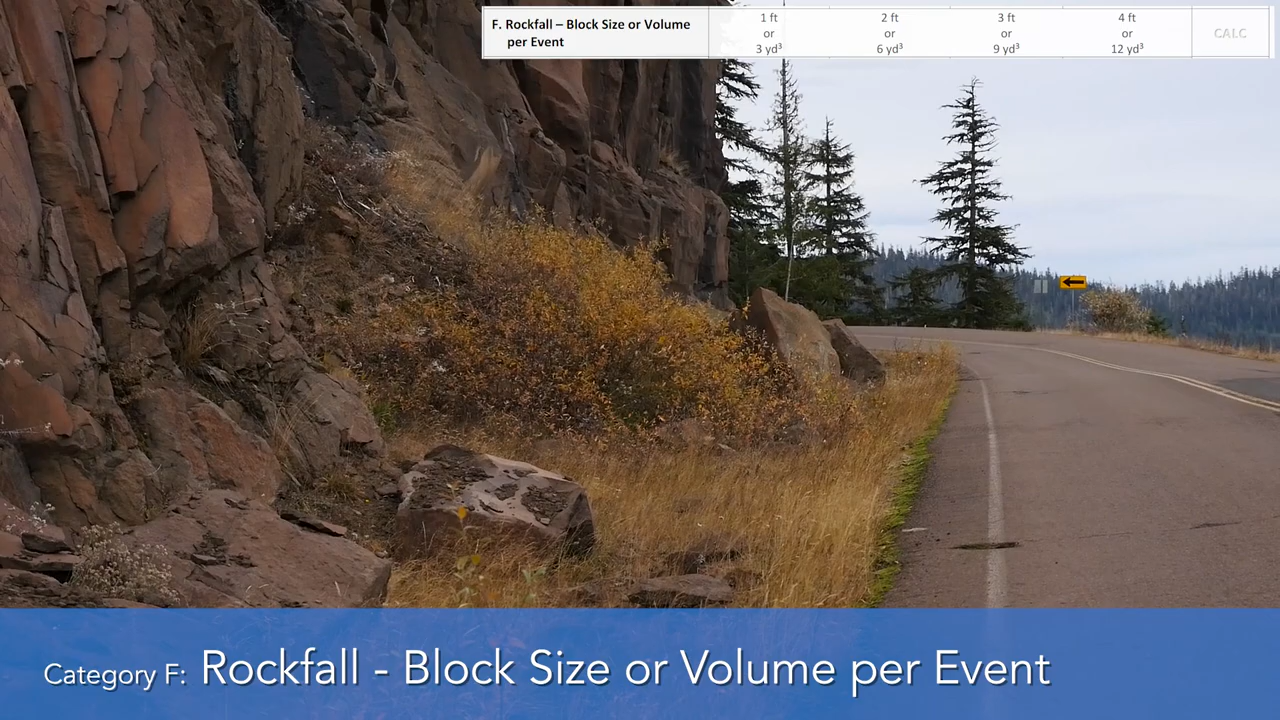 F. Rockfall – Block Size or Volume
per Event
1 ft
or
3 yd³
2 ft
or
6 yd³
3 ft
or
9 yd³
4 ft
or
12 yd³
CALC
Category F: Rockfall - Block Size or Volume per Event